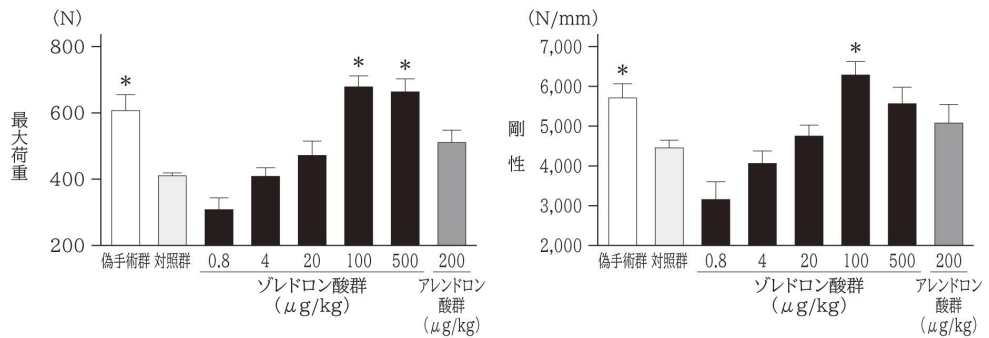 (N)
800
600
400
200
最大荷重
*
*
*
偽手術群 対照群 0.8 4 20 100 500 200
ゾレドロン酸群
(μg/kg)
アレンドロン
酸群
(μg/kg)
(N/mm)
7,000
6,000
5,000
4,000
3,000
2,000
剛性
*
*
偽手術群 対照群 0.8 4 20 100 500 200
ゾレドロン酸群
(μg/kg)
アレンドロン
酸群
(μg/kg)